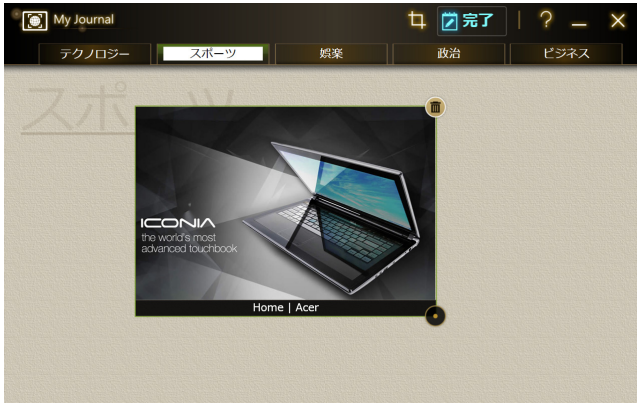 My Journal
完了
?
テクノロジー
スポーツ
娯楽
政治
ビジネス
スポーツ
ICONIA
the world's most
advanced touchbook
Home | Acer